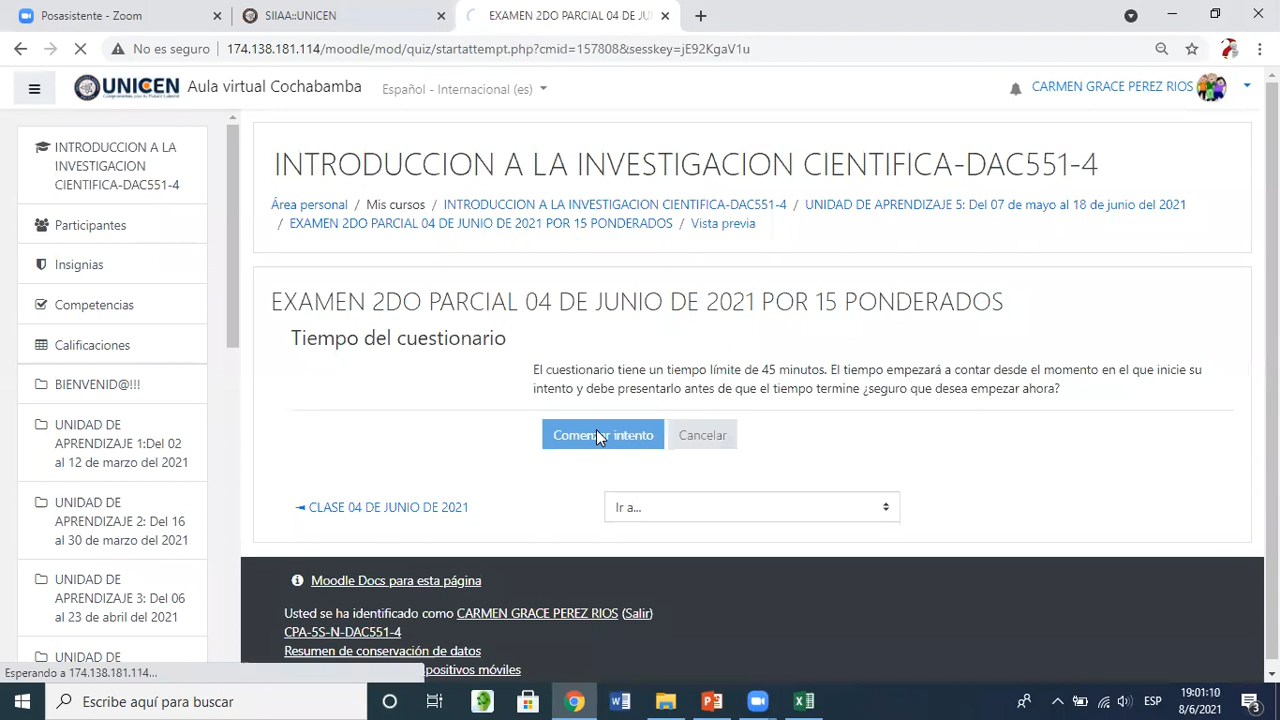 Posasistente - Zoom
SIIAA::UNICEN
EXAMEN 2DO PARCIAL 04 DE JU
No es seguro
174.138.181.114/moodle/mod/quiz/startattempt.php?cmid=157808&sesskey=jE92KgaV1u
UNICEN
Aula virtual Cochabamba
Español - Internacional (es)
CARMEN GRACE PEREZ RIOS
INTRODUCCION A LA
INVESTIGACION
CIENTIFICA-DAC551-4
Participantes
Insignias
Competencias
Calificaciones
BIENVENID@!!!
UNIDAD DE
APRENDIZAJE 1:Del 02
al 12 de marzo del 2021
UNIDAD DE
APRENDIZAJE 2: Del 16
al 30 de marzo del 2021
UNIDAD DE
APRENDIZAJE 3: Del 06
al 23 de abril del 2021
UNIDAD DE
INTRODUCCION A LA INVESTIGACION CIENTIFICA-DAC551-4
Área personal / Mis cursos / INTRODUCCION A LA INVESTIGACION CIENTIFICA-DAC551-4 / UNIDAD DE APRENDIZAJE 5: Del 07 de mayo al 18 de junio del 2021
/ EXAMEN 2DO PARCIAL 04 DE JUNIO DE 2021 POR 15 PONDERADOS / Vista previa
EXAMEN 2DO PARCIAL 04 DE JUNIO DE 2021 POR 15 PONDERADOS
Tiempo del cuestionario
El cuestionario tiene un tiempo límite de 45 minutos. El tiempo empezará a contar desde el momento en el que inicie su
intento y debe presentarlo antes de que el tiempo termine ¿seguro que desea empezar ahora?
Comenzar intento
Cancelar
◄ CLASE 04 DE JUNIO DE 2021
Ir a...
Moodle Docs para esta página
Usted se ha identificado como CARMEN GRACE PEREZ RIOS (Salir)
CPA-5S-N-DAC551-4
Resumen de conservación de datos
positivos móviles
Esperando a 174.138.181.114...
Escribe aquí para buscar
ESP
19:01:10
8/6/2021
3